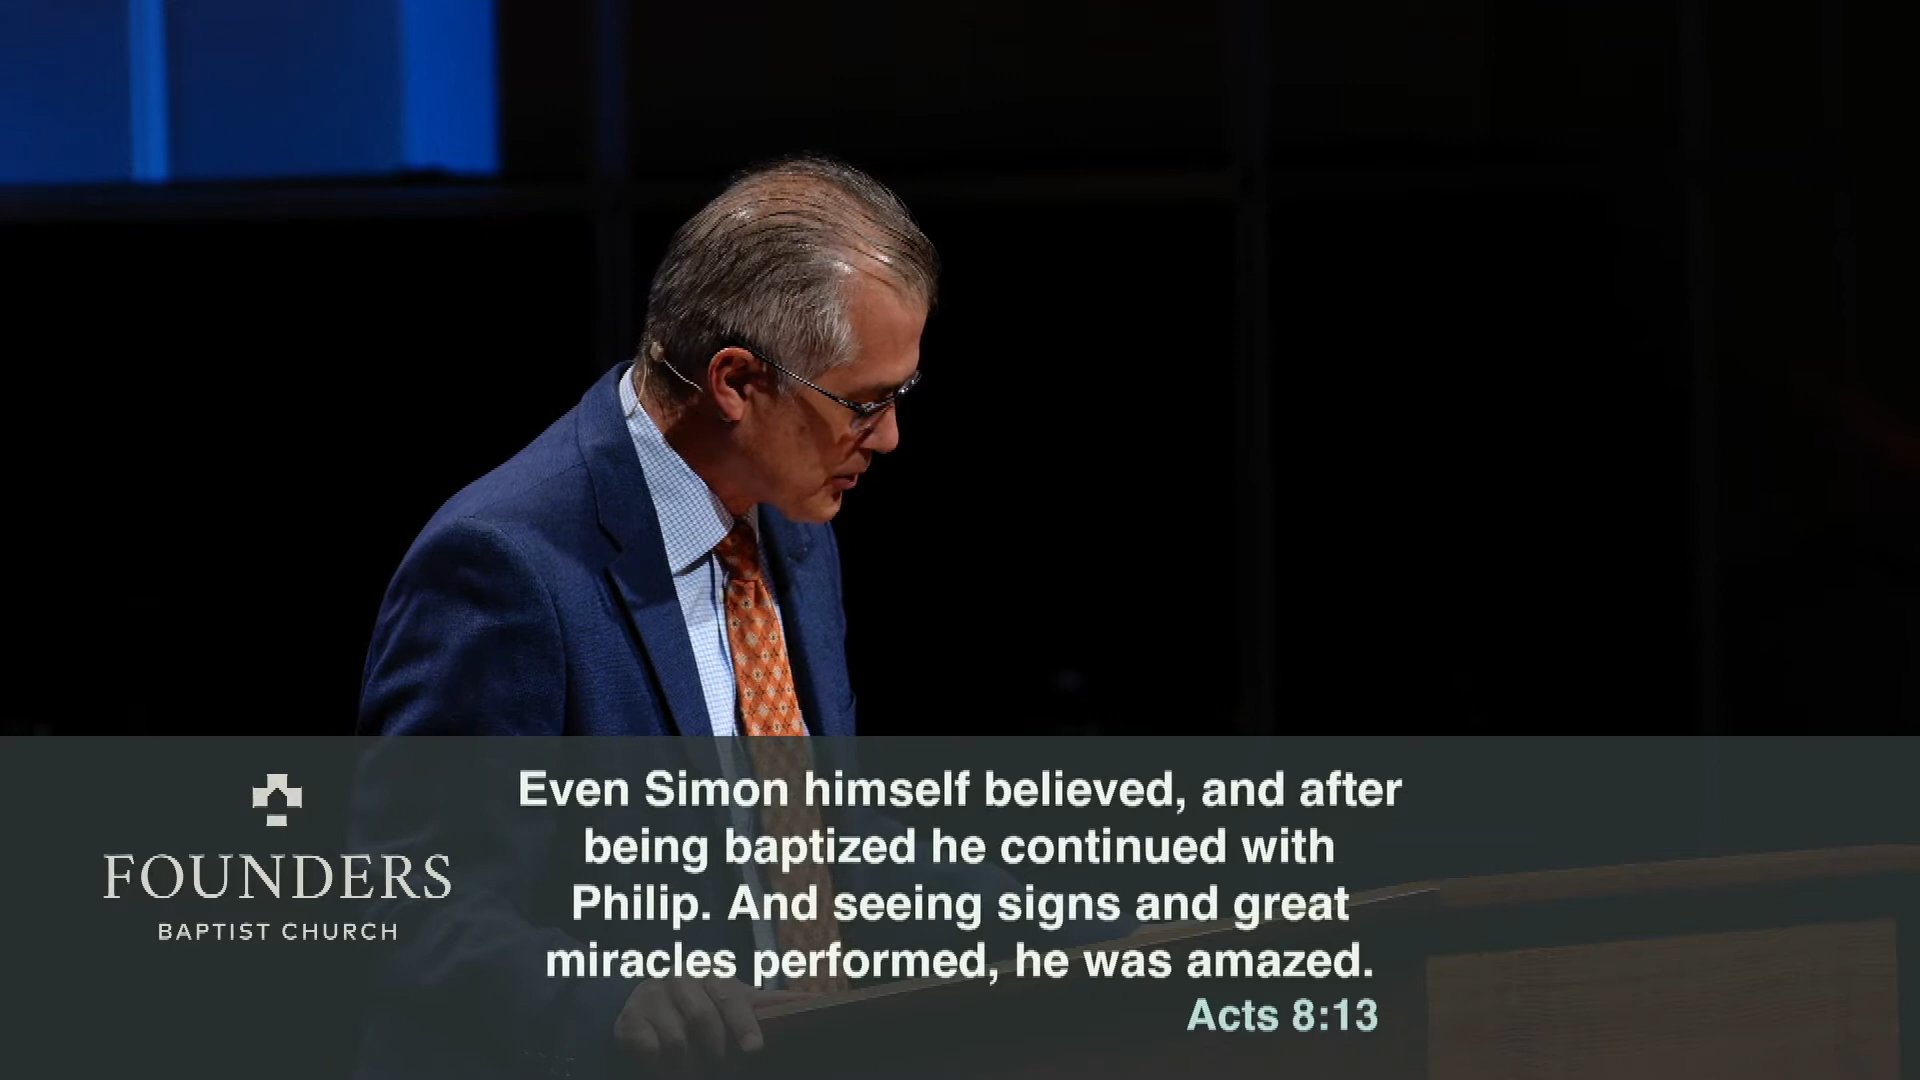 FOUNDERS
BAPTIST CHURCH
Even Simon himself believed, and after
being baptized he continued with
Philip. And seeing signs and great
miracles performed, he was amazed.
Acts 8:13